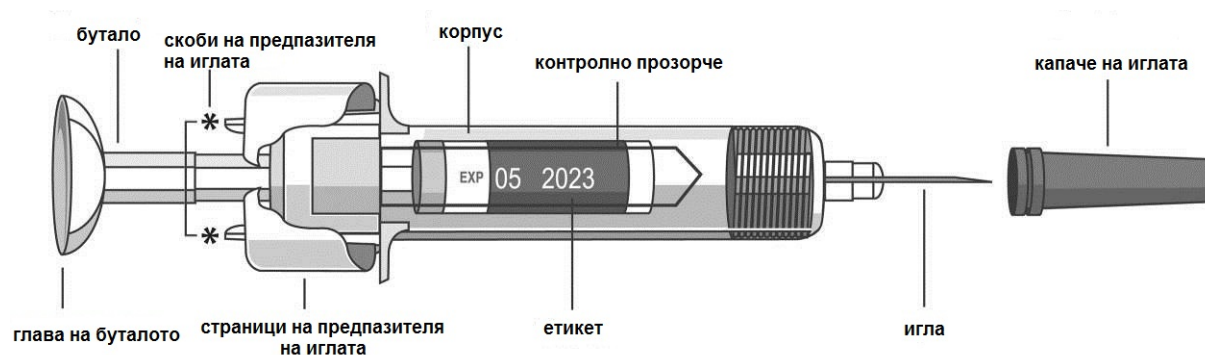 бутало
скоби на предпазителя
на иглата
корпус
контролно прозорче
капаче на иглата
*
EXP 05 2023
*
глава на буталото
страници на предпазителя
на иглата
етикет
игла